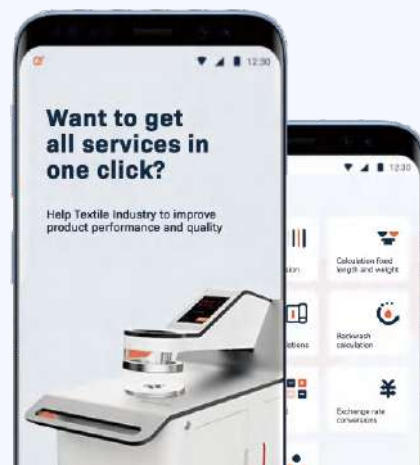 12:30
Want to get
all services in
one click?
Help Textile Industry to improve
product performance and quality
12:30
Calculation fixed
length and weight
Backwash
calculation
Exchange rate
conversions